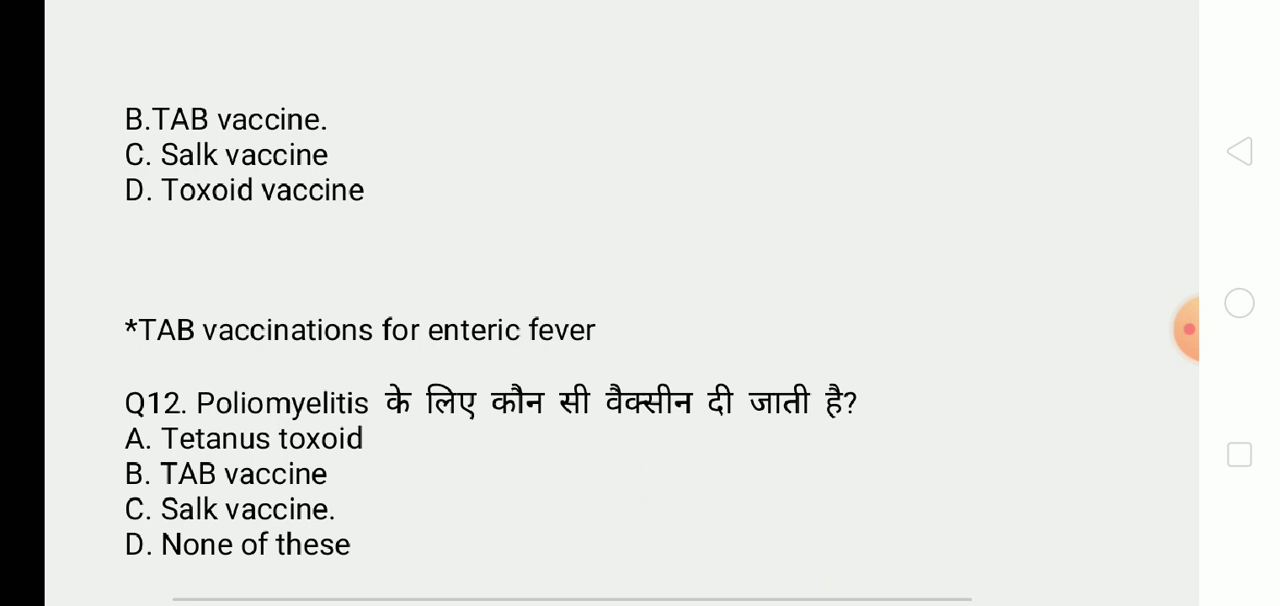 B.TAB vaccine.
C. Salk vaccine
D. Toxoid vaccine
*TAB vaccinations for enteric fever
Q12. Poliomyelitis के लिए कौन सी वैक्सीन दी जाती है?
A. Tetanus toxoid
B. TAB vaccine
C. Salk vaccine.
D. None of these